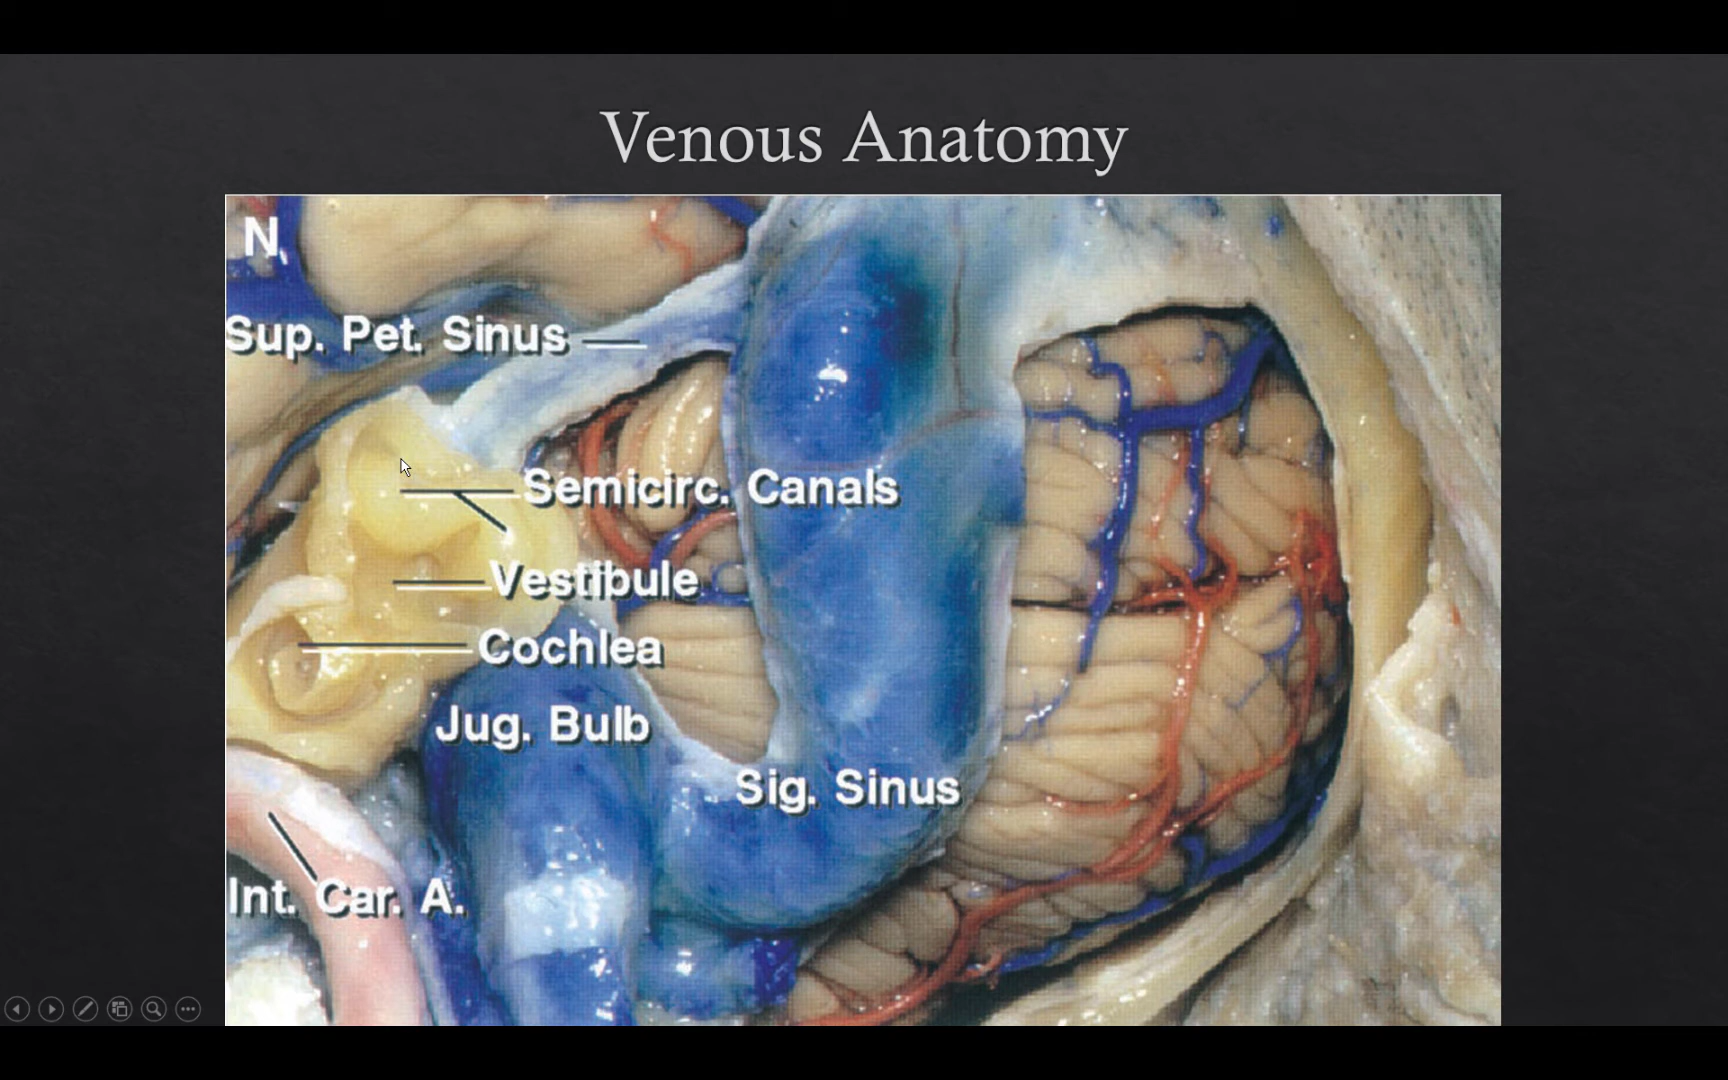 Venous Anatomy
N
Sup. Pet. Sinus
Semicirc. Canals
Vestibule
Cochlea
Jug. Bulb
Sig. Sinus
Int. Car. A.